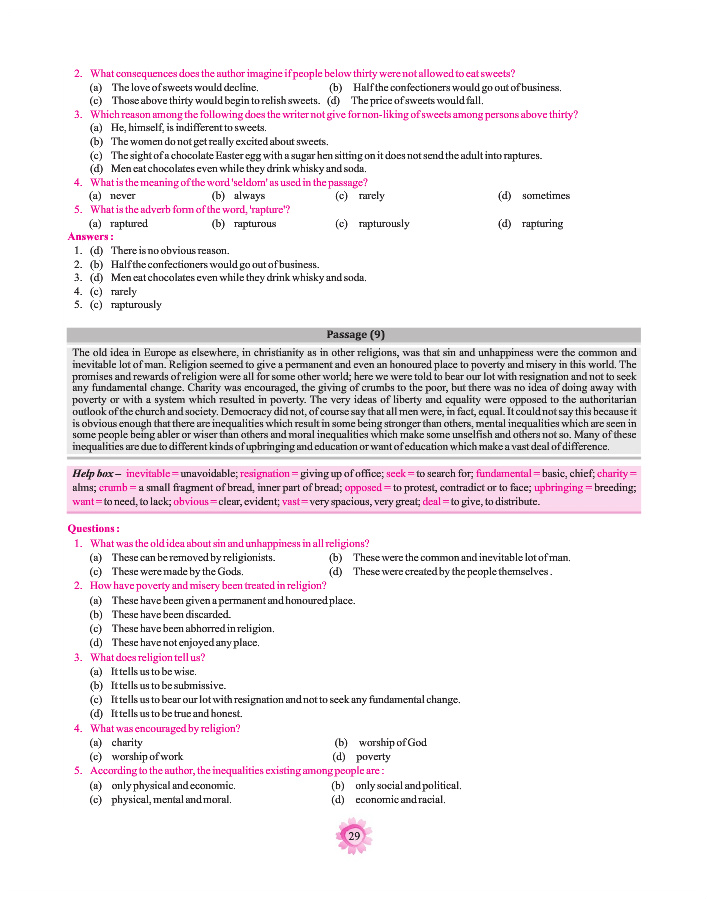 2. What consequences does the author imagine if people below thirty were not allowed to eat sweets?
(a) The love of sweets would decline. (b) Half the confectioners would go out of business.
(c) Those above thirty would begin to relish sweets. (d) The price of sweets would fall.
3. Which reason among the following does the writer not give for non-liking of sweets among persons above thirty?
(a) He, himself, is indifferent to sweets.
(b) The women do not get really excited about sweets.
(c) The sight of a chocolate Easter egg with a sugar hen sitting on it does not send the adult into raptures.
(d) Men eat chocolates even while they drink whisky and soda.
4. What is the meaning of the word 'seldom' as used in the passage?
(a) never (b) always (c) rarely (d) sometimes
5. What is the adverb form of the word, 'rapture'?
(a) raptured (b) rapturous (c) rapturously (d) rapturing
Answers :
1. (d) There is no obvious reason.
2. (b) Half the confectioners would go out of business.
3. (d) Men eat chocolates even while they drink whisky and soda.
4. (c) rarely
5. (c) rapturously
Passage (9)
The old idea in Europe as elsewhere, in christianity as in other religions, was that sin and unhappiness were the common and
inevitable lot of man. Religion seemed to give a permanent and even an honoured place to poverty and misery in this world. The
promises and rewards of religion were all for some other world; here we were told to bear our lot with resignation and not to seek
any fundamental change. Charity was encouraged, the giving of crumbs to the poor, but there was no idea of doing away with
poverty or with a system which resulted in poverty. The very ideas of liberty and equality were opposed to the authoritarian
outlook of the church and society. Democracy did not, of course say that all men were, in fact, equal. It could not say this because it
is obvious enough that there are inequalities which result in some being stronger than others, mental inequalities which are seen in
some people being abler or wiser than others and moral inequalities which make some unselfish and others not so. Many of these
inequalities are due to different kinds of upbringing and education or want of education which make a vast deal of difference.
Help box – inevitable = unavoidable; resignation = giving up of office; seek = to search for; fundamental = basic, chief; charity =
alms; crumb = a small fragment of bread, inner part of bread; opposed = to protest, contradict or to face; upbringing = breeding;
want = to need, to lack; obvious = clear, evident; vast = very spacious, very great; deal = to give, to distribute.
Questions :
1. What was the old idea about sin and unhappiness in all religions?
(a) These can be removed by religionists. (b) These were the common and inevitable lot of man.
(c) These were made by the Gods. (d) These were created by the people themselves .
2. How have poverty and misery been treated in religion?
(a) These have been given a permanent and honoured place.
(b) These have been discarded.
(c) These have been abhorred in religion.
(d) These have not enjoyed any place.
3. What does religion tell us?
(a) It tells us to be wise.
(b) It tells us to be submissive.
(c) It tells us to bear our lot with resignation and not to seek any fundamental change.
(d) It tells us to be true and honest.
4. What was encouraged by religion?
(a) charity (b) worship of God
(c) worship of work (d) poverty
5. According to the author, the inequalities existing among people are :
(a) only physical and economic. (b) only social and political.
(c) physical, mental and moral. (d) economic and racial.
29